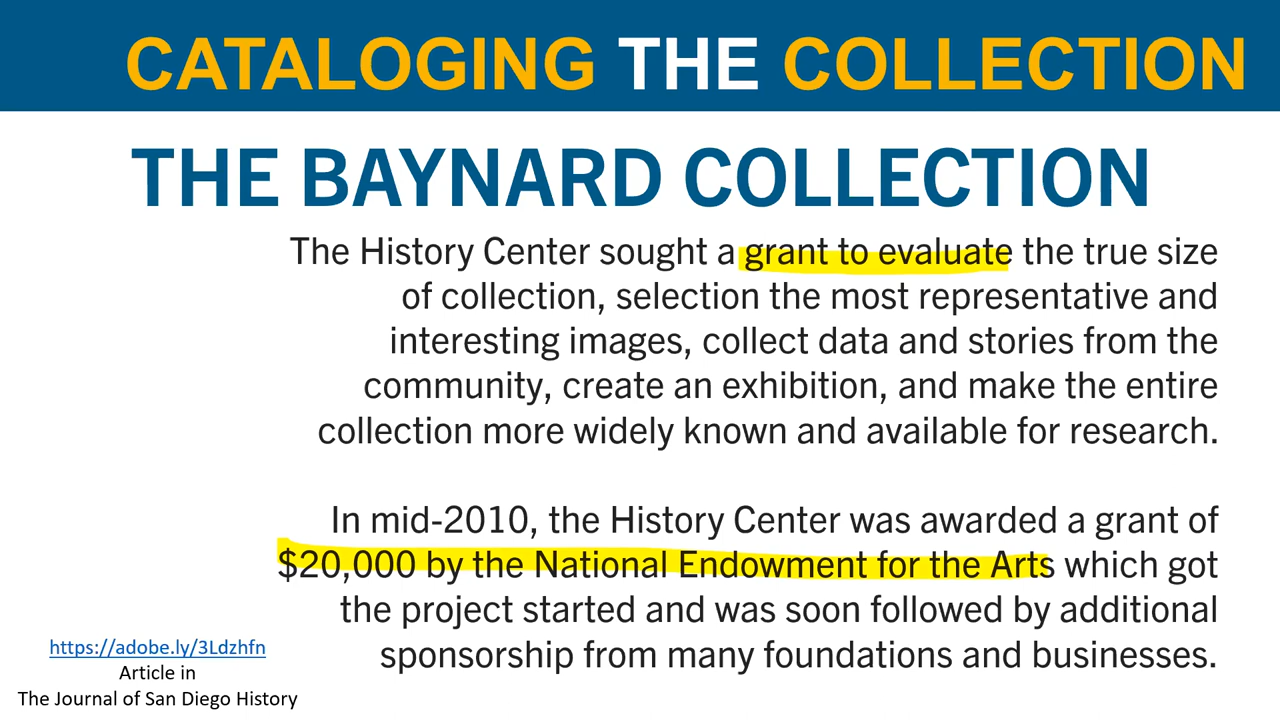 CATALOGING THE COLLECTION
THE BAYNARD COLLECTION
The History Center sought a grant to evaluate the true size
of collection, selection the most representative and
interesting images, collect data and stories from the
community, create an exhibition, and make the entire
collection more widely known and available for research.
In mid-2010, the History Center was awarded a grant of
$20,000 by the National Endowment for the Arts which got
the project started and was soon followed by additional
sponsorship from many foundations and businesses.
https://adobe.ly/3Ldzhfn
Article in
The Journal of San Diego History